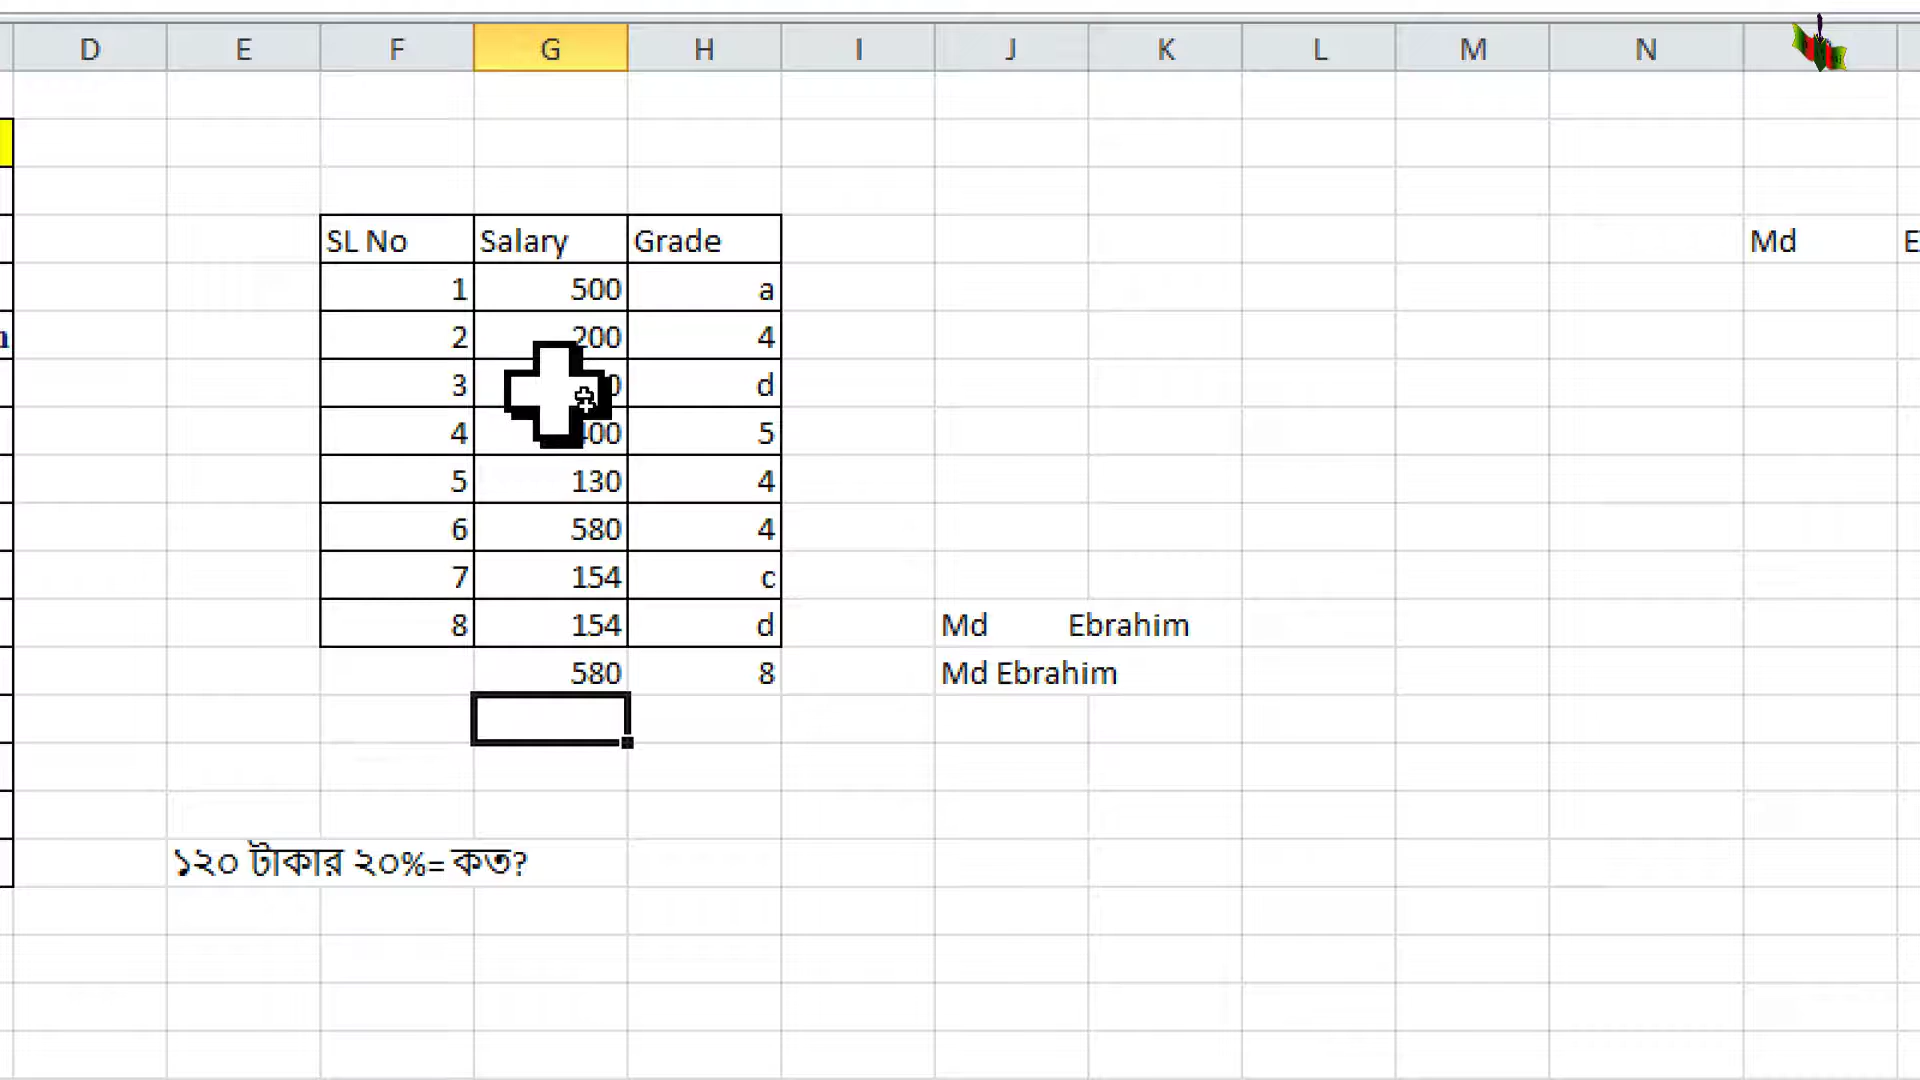 D E F G H I J K L M N
SL No Salary Grade Md E
1 500 a
2 200 4
3 d
4 400 5
5 130 4
6 580 4
7 154 c
8 154 d Md Ebrahim
580 8 Md Ebrahim
১২০ টাকার ২০%= কত?